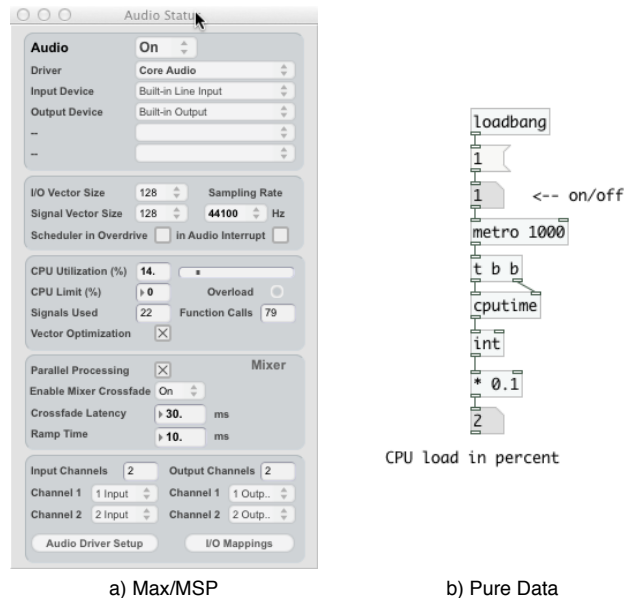 Audio Status
Audio On
Driver Core Audio
Input Device Built-in Line Input
Output Device Built-in Output
--
--
I/O Vector Size 128 Sampling Rate
Signal Vector Size 128 44100 Hz
Scheduler in Overdrive in Audio Interrupt
CPU Utilization (%) 14.
CPU Limit (%) 0 Overload
Signals Used 22 Function Calls 79
Vector Optimization
Parallel Processing Mixer
Enable Mixer Crossfade On
Crossfade Latency 30. ms
Ramp Time 10. ms
Input Channels 2 Output Channels 2
Channel 1 1 Input Channel 1 1 Outp..
Channel 2 2 Input Channel 2 2 Outp..
Audio Driver Setup I/O Mappings
a) Max/MSP
loadbang
1
1 <-- on/off
metro 1000
t b b
cputime
int
* 0.1
2
CPU load in percent
b) Pure Data